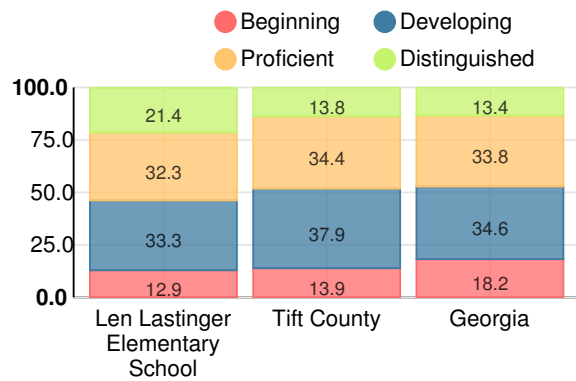 Beginning Developing
Proficient Distinguished
100.0
75.0
50.0
25.0
0.0
21.4 13.8 13.4
32.3 34.4 33.8
33.3 37.9 34.6
12.9 13.9 18.2
Len Lastinger Tift County Georgia
Elementary
School